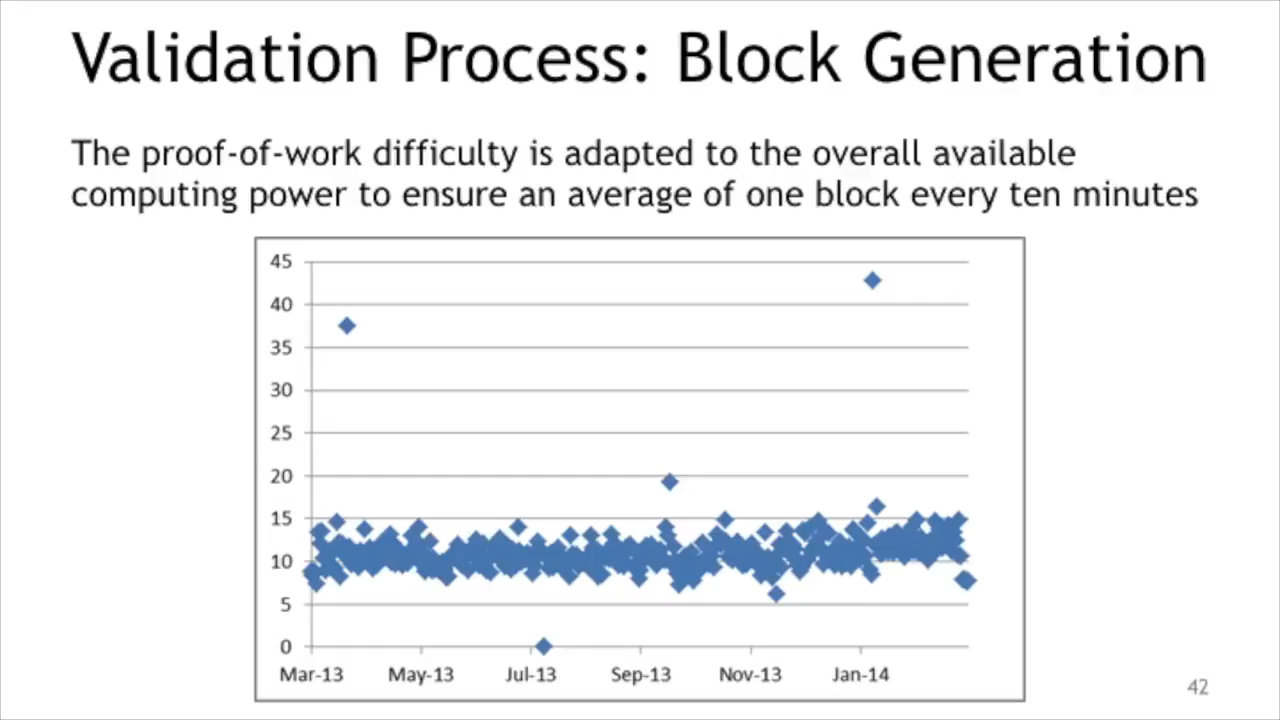 Validation Process: Block Generation
The proof-of-work difficulty is adapted to the overall available
computing power to ensure an average of one block every ten minutes
45
40
35
30
25
20
15
10
5
0
Mar-13 May-13 Jul-13 Sep-13 Nov-13 Jan-14
42